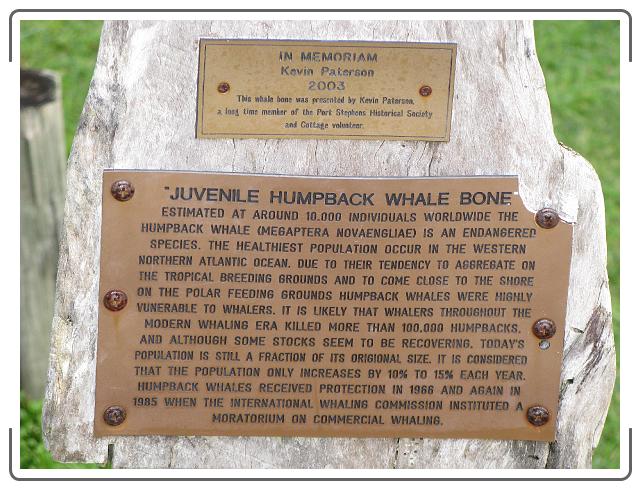 IN MEMORIAM
Kevin Paterson
2003
This whale bone was presented by Kevin Paterson,
a long time member of the Port Stephens Historical Society
and Cottage volunteer.
"JUVENILE HUMPBACK WHALE BONE"
ESTIMATED AT AROUND 10.000 INDIVIDUALS WORLDWIDE THE
HUMPBACK WHALE (MEGAPTERA NOVAENGLIAE) IS AN ENDANGERED
SPECIES. THE HEALTHIEST POPULATION OCCUR IN THE WESTERN
NORTHERN ATLANTIC OCEAN. DUE TO THEIR TENDENCY TO AGGREGATE ON
THE TROPICAL BREEDING GROUNDS AND TO COME CLOSE TO THE SHORE
ON THE POLAR FEEDING GROUNDS HUMPBACK WHALES WERE HIGHLY
VUNERABLE TO WHALERS. IT IS LIKELY THAT WHALERS THROUGHOUT THE
MODERN WHALING ERA KILLED MORE THAN 100.000 HUMPBACKS.
AND ALTHOUGH SOME STOCKS SEEM TO BE RECOVERING. TODAY'S
POPULATION IS STILL A FRACTION OF ITS ORIGIONAL SIZE. IT IS CONSIDERED
THAT THE POPULATION ONLY INCREASES BY 10% TO 15% EACH YEAR.
HUMPBACK WHALES RECEIVED PROTECTION IN 1966 AND AGAIN IN
1985 WHEN THE INTERNATIONAL WHALING COMMISSION INSTITUTED A
MORATORIUM ON COMMERCIAL WHALING.